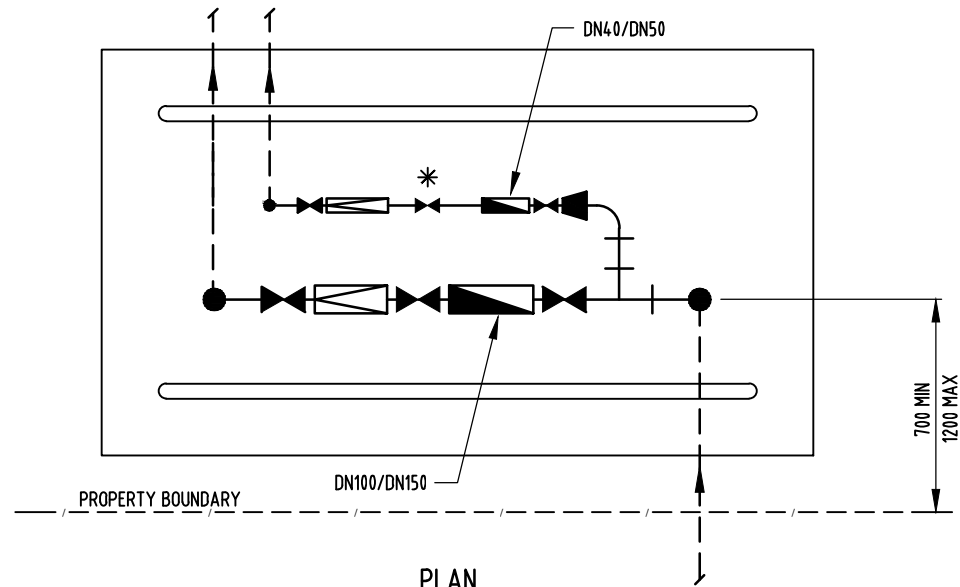 DN40/DN50
700 MIN
1200 MAX
DN100/DN150
PROPERTY BOUNDARY
PLAN